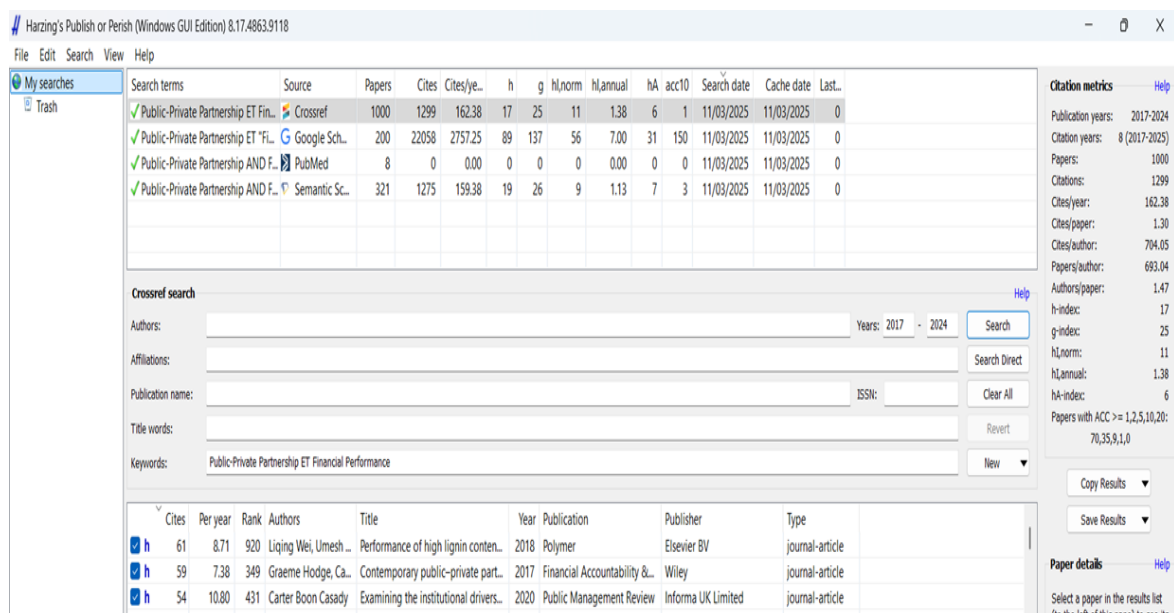 Harzing's Publish or Perish (Windows GUI Edition) 8.17.4863.9118
File Edit Search View Help
My searches
Trash
Search terms Source Papers Cites Cites/ye... h g hI,norm hI,annual hA acc10 Search date Cache date Last...
Public-Private Partnership ET Fin... Crossref 1000 1299 162.38 17 25 11 1.38 6 1 11/03/2025 11/03/2025 0
Public-Private Partnership ET "Fi... Google Sch... 200 22058 2757.25 89 137 56 7.00 31 150 11/03/2025 11/03/2025 0
Public-Private Partnership AND F... PubMed 8 0 0.00 0 0 0 0.00 0 0 11/03/2025 11/03/2025 0
Public-Private Partnership AND F... Semantic Sc... 321 1275 159.38 19 26 9 1.13 7 3 11/03/2025 11/03/2025 0
Crossref search Help
Authors: Years: 2017 - 2024 Search
Affiliations: Search Direct
Publication name: ISSN: Clear All
Title words: Revert
Keywords: Public-Private Partnership ET Financial Performance New
Cites Per year Rank Authors Title Year Publication Publisher Type
h 61 8.71 920 Liqing Wei, Umesh ... Performance of high lignin conten... 2018 Polymer Elsevier BV journal-article
h 59 7.38 349 Graeme Hodge, Ca... Contemporary public–private part... 2017 Financial Accountability &... Wiley journal-article
h 54 10.80 431 Carter Boon Casady Examining the institutional drivers... 2020 Public Management Review Informa UK Limited journal-article
Citation metrics Help
Publication years: 2017-2024
Citation years: 8 (2017-2025)
Papers: 1000
Citations: 1299
Cites/year: 162.38
Cites/paper: 1.30
Cites/author: 704.05
Papers/author: 693.04
Authors/paper: 1.47
h-index: 17
g-index: 25
hI,norm: 11
hI,annual: 1.38
hA-index: 6
Papers with ACC >= 1,2,5,10,20:
70,35,9,1,0
Copy Results
Save Results
Paper details Help
Select a paper in the results list